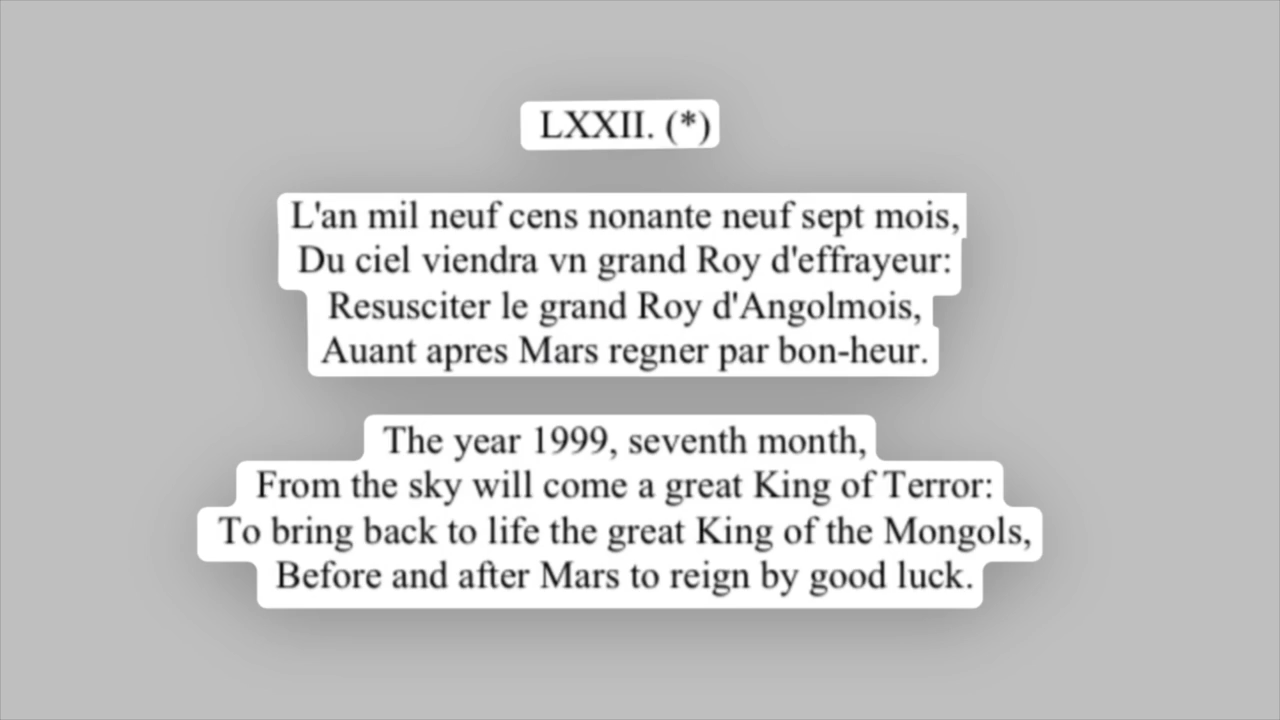 LXXII. (*)
L'an mil neuf cens nonante neuf sept mois,
Du ciel viendra vn grand Roy d'effrayeur:
Resusciter le grand Roy d'Angolmois,
Auant apres Mars regner par bon-heur.
The year 1999, seventh month,
From the sky will come a great King of Terror:
To bring back to life the great King of the Mongols,
Before and after Mars to reign by good luck.